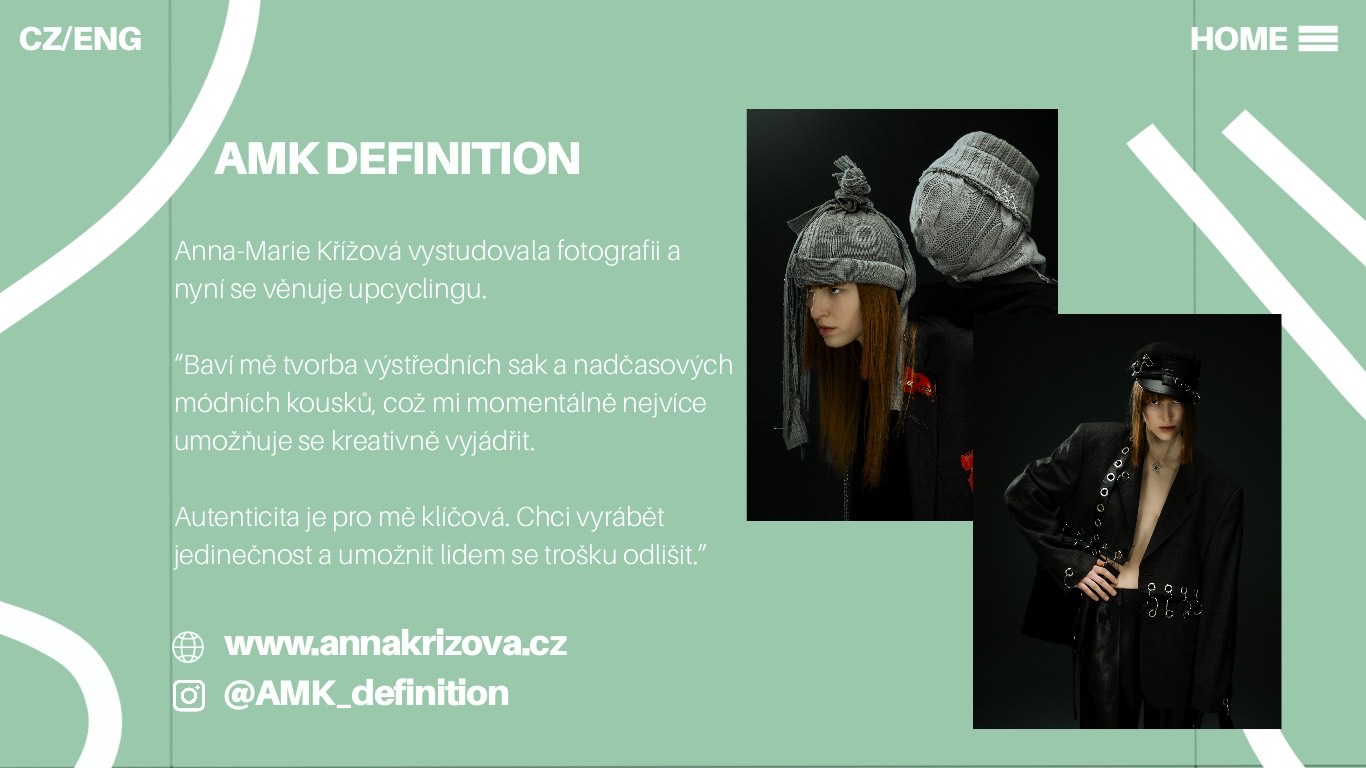 CZ/ENG
HOME
AMK DEFINITION
Anna-Marie Křížová vystudovala fotografii a
nyní se věnuje upcyclingu.
“Baví mě tvorba výstředních sak a nadčasových
módních kousků, což mi momentálně nejvíce
umožňuje se kreativně vyjádřit.
Autenticita je pro mě klíčová. Chci vyrábět
jedinečnost a umožnit lidem se trošku odlišit.”
www.annakrizova.cz
@AMK_definition